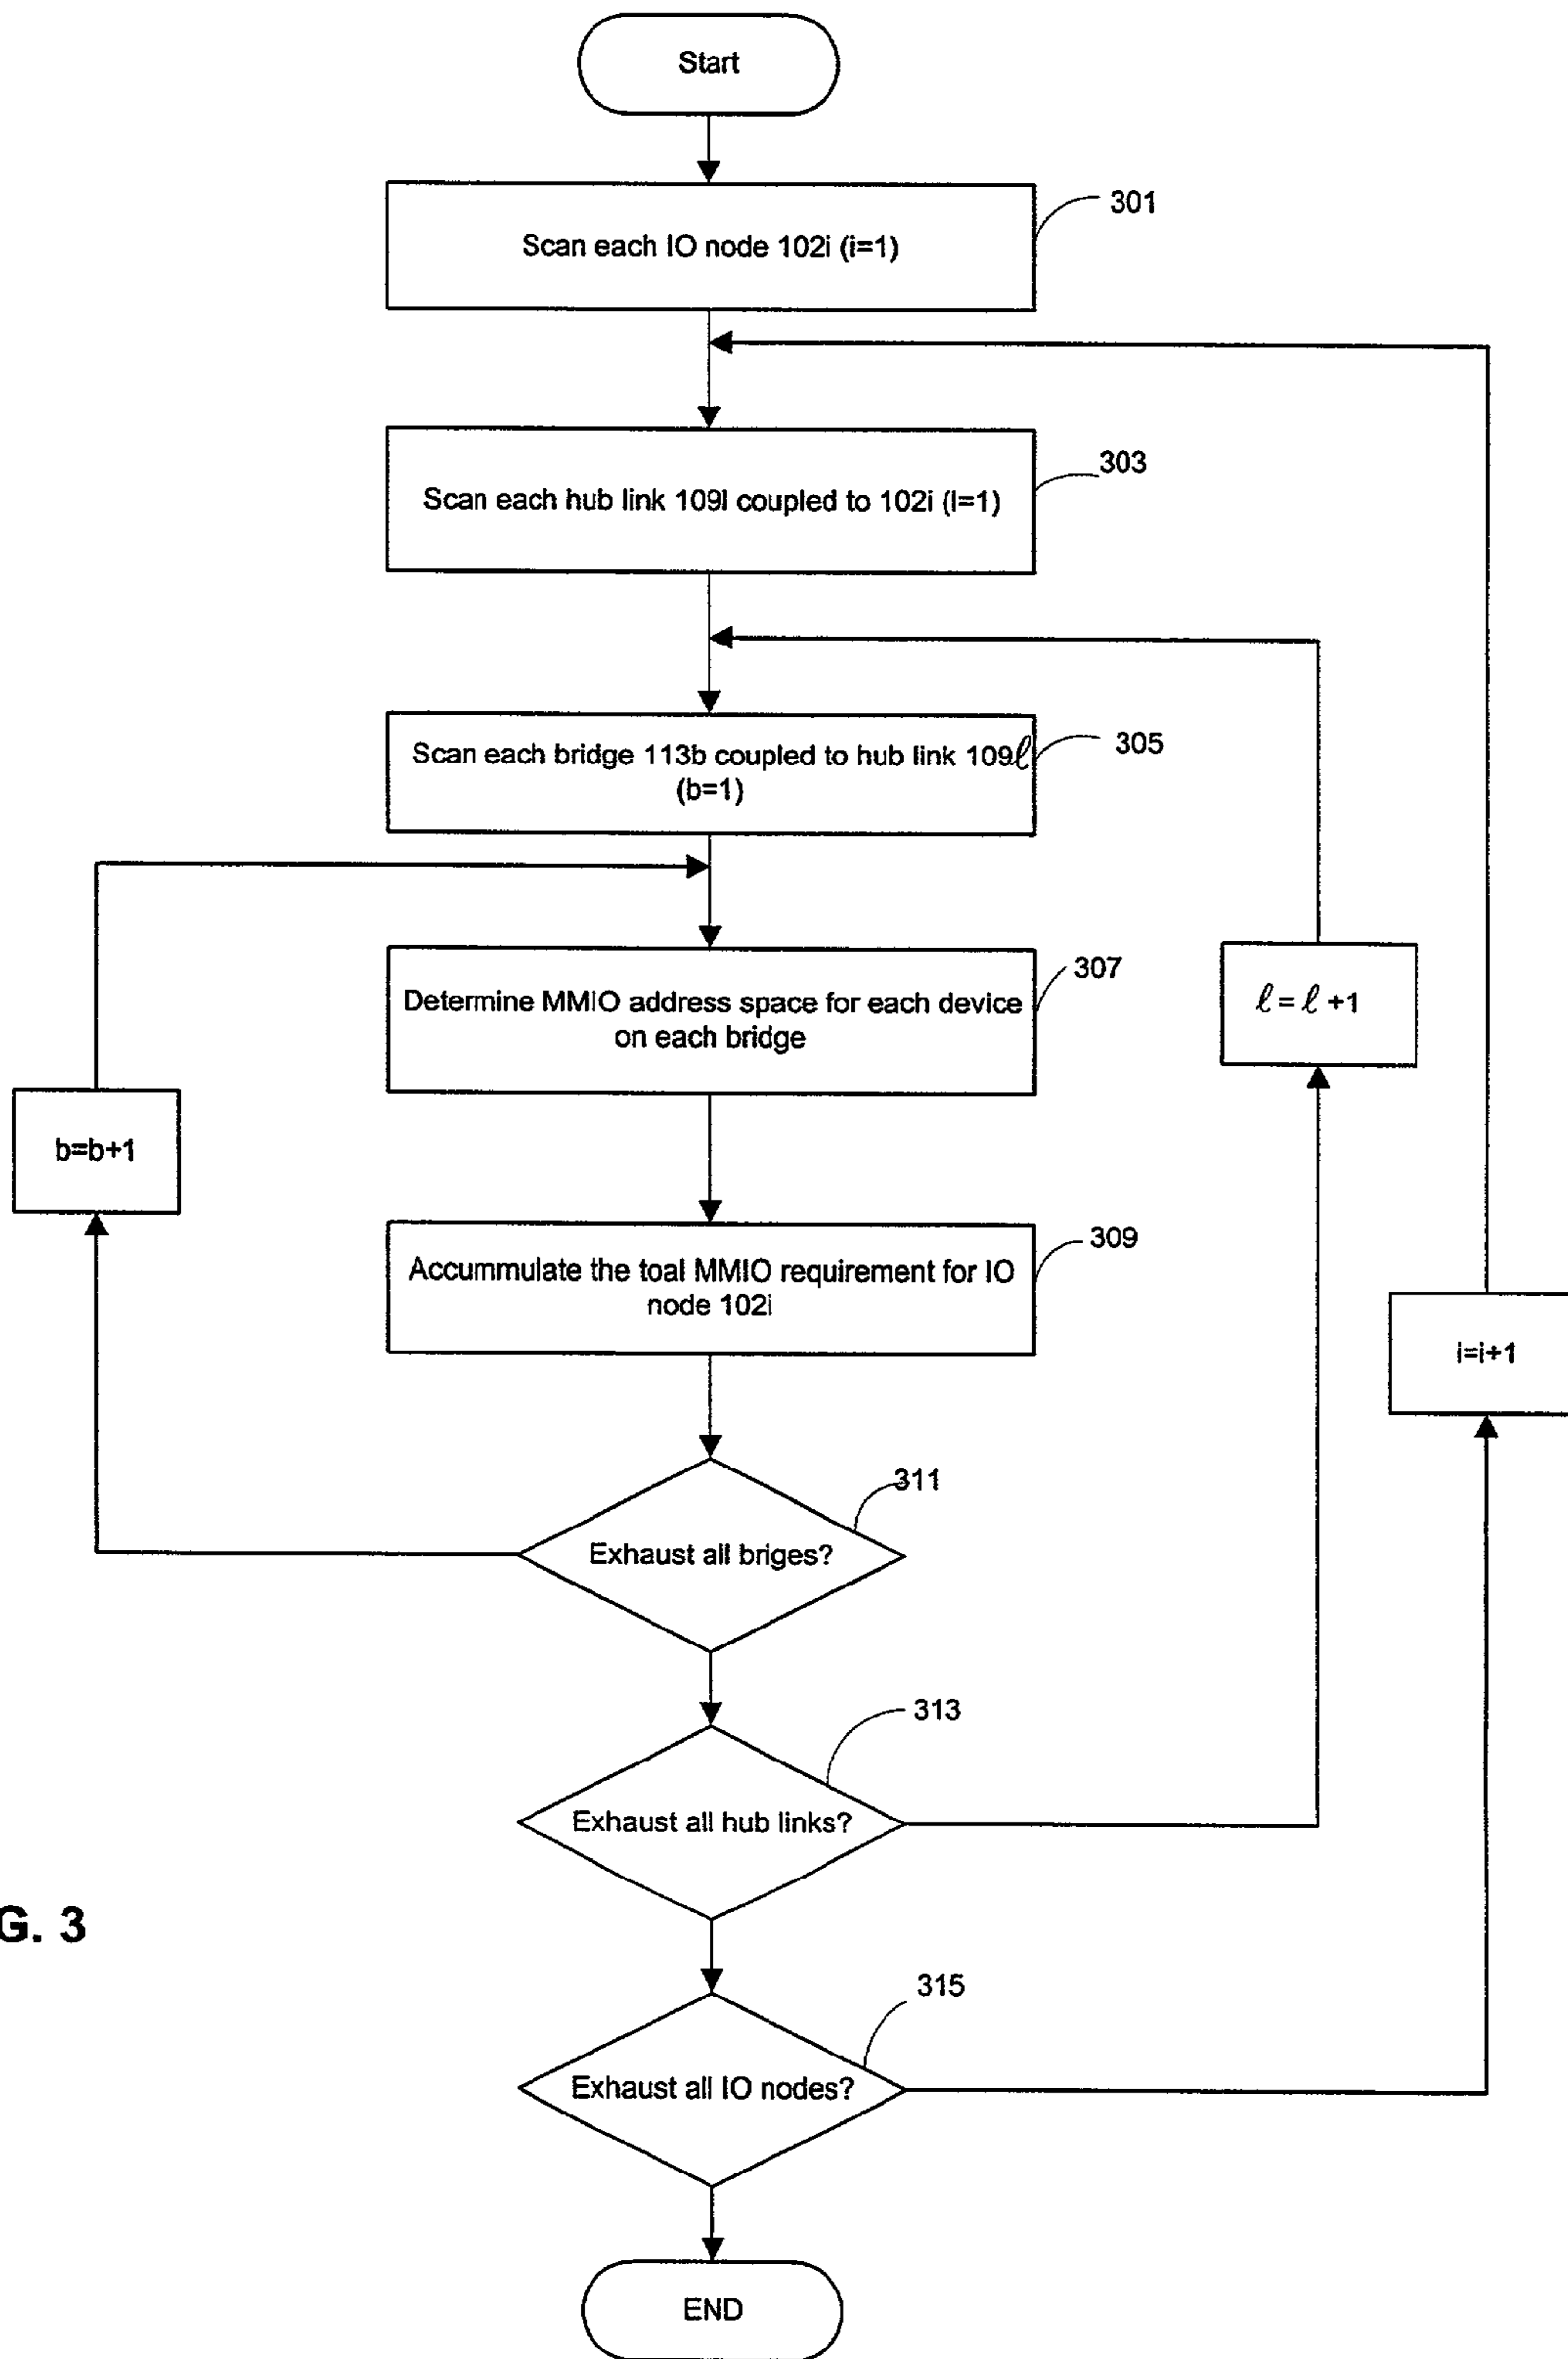 Start
301
Scan each IO node 102i (i=1)
303
Scan each hub link 109l coupled to 102i (l=1)
305
Scan each bridge 113b coupled to hub link 109ℓ
(b=1)
307
Determine MMIO address space for each device
on each bridge
ℓ = ℓ +1
b=b+1
309
Accummulate the toal MMIO requirement for IO
node 102i
i=i+1
311
Exhaust all briges?
313
Exhaust all hub links?
G. 3
315
Exhaust all IO nodes?
END